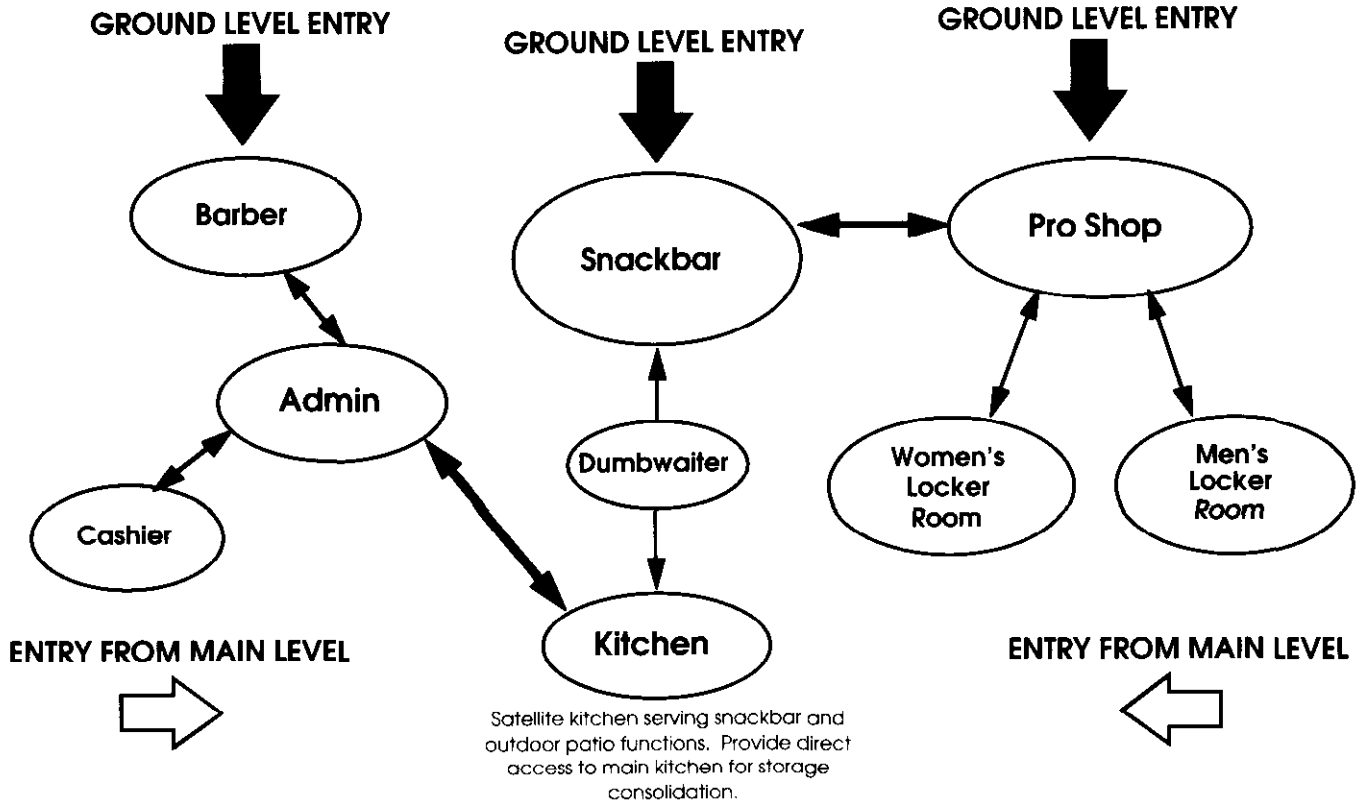 GROUND LEVEL ENTRY
GROUND LEVEL ENTRY
GROUND LEVEL ENTRY
Barber
Snackbar
Pro Shop
Admin
Dumbwaiter
Women's
Locker
Room
Men's
Locker
Room
Cashier
Kitchen
ENTRY FROM MAIN LEVEL
ENTRY FROM MAIN LEVEL
Satellite kitchen serving snackbar and
outdoor patio functions. Provide direct
access to main kitchen for storage
consolidation.